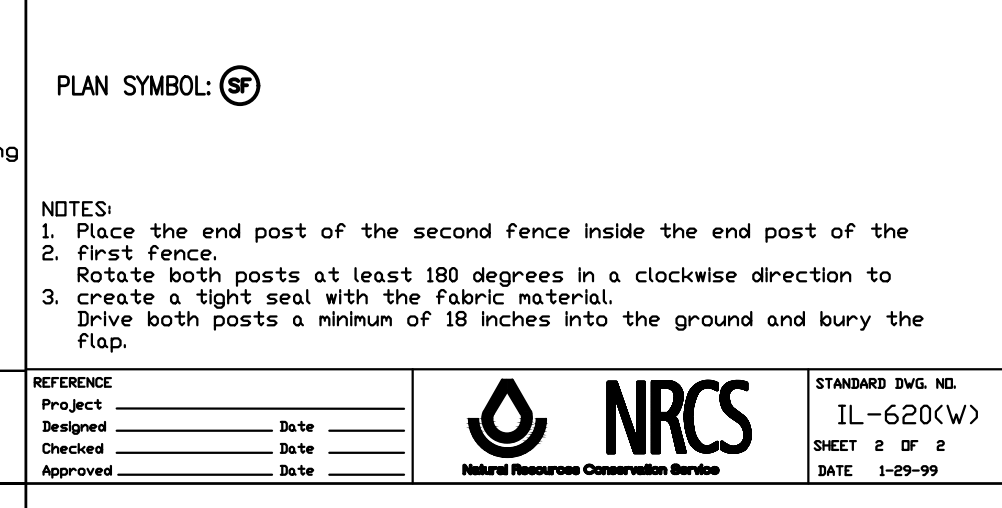 PLAN SYMBOL: SF
ng
NOTES:
1. Place the end post of the second fence inside the end post of the
2. first fence.
Rotate both posts at least 180 degrees in a clockwise direction to
3. create a tight seal with the fabric material.
Drive both posts a minimum of 18 inches into the ground and bury the
flap.
REFERENCE
Project
Designed Date
Checked Date
Approved Date
NRCS
Natural Resources Conservation Service
STANDARD DWG. NO.
IL-620(W)
SHEET 2 OF 2
DATE 1-29-99